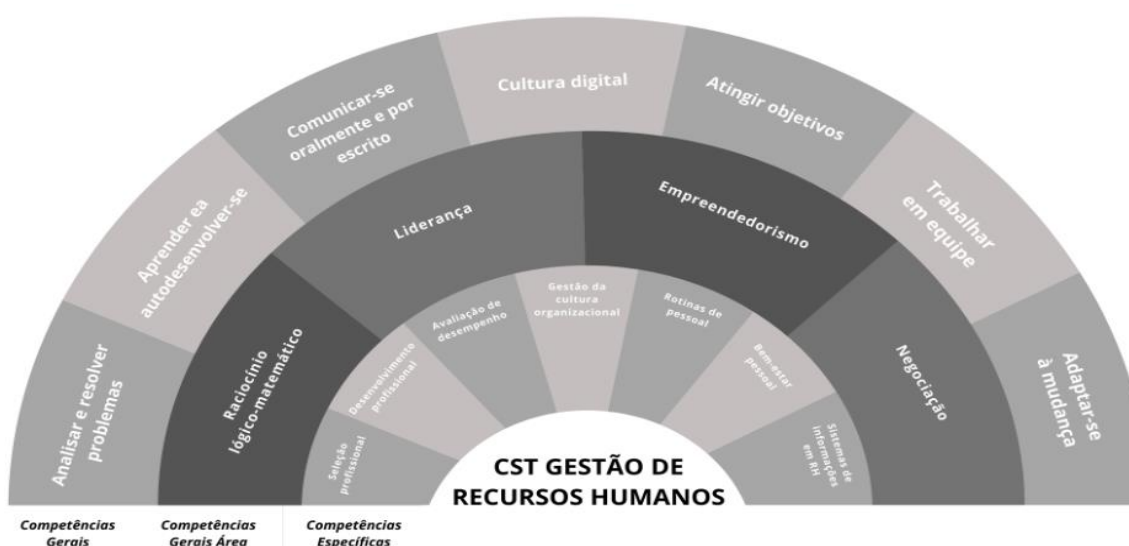 Analisar e resolver
problemas
Aprender ea
autodesenvolver-se
Comunicar-se
oralmente e por
escrito
Cultura digital
Atingir objetivos
Trabalhar
em equipe
Adaptar-se
à mudança
Raciocínio
lógico-matemático
Liderança
Empreendedorismo
Negociação
Seleção
profissional
Desenvolvimento
profissional
Avaliação de
desempenho
Gestão da
cultura
organizacional
Rotinas de
pessoal
Bem-estar
pessoal
Sistemas de
informações
em RH
CST GESTÃO DE
RECURSOS HUMANOS
Competências
Gerais
Competências
Gerais Área
Competências
Específicas